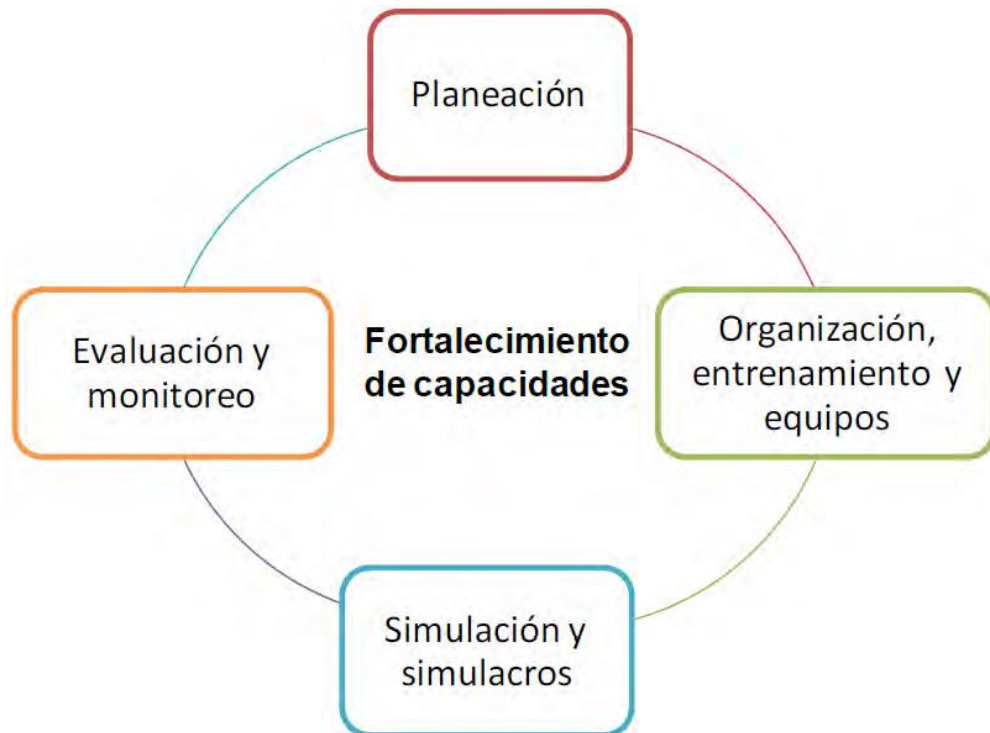 Planeación
Evaluación y
monitoreo
Fortalecimiento
de capacidades
Organización,
entrenamiento y
equipos
Simulación y
simulacros